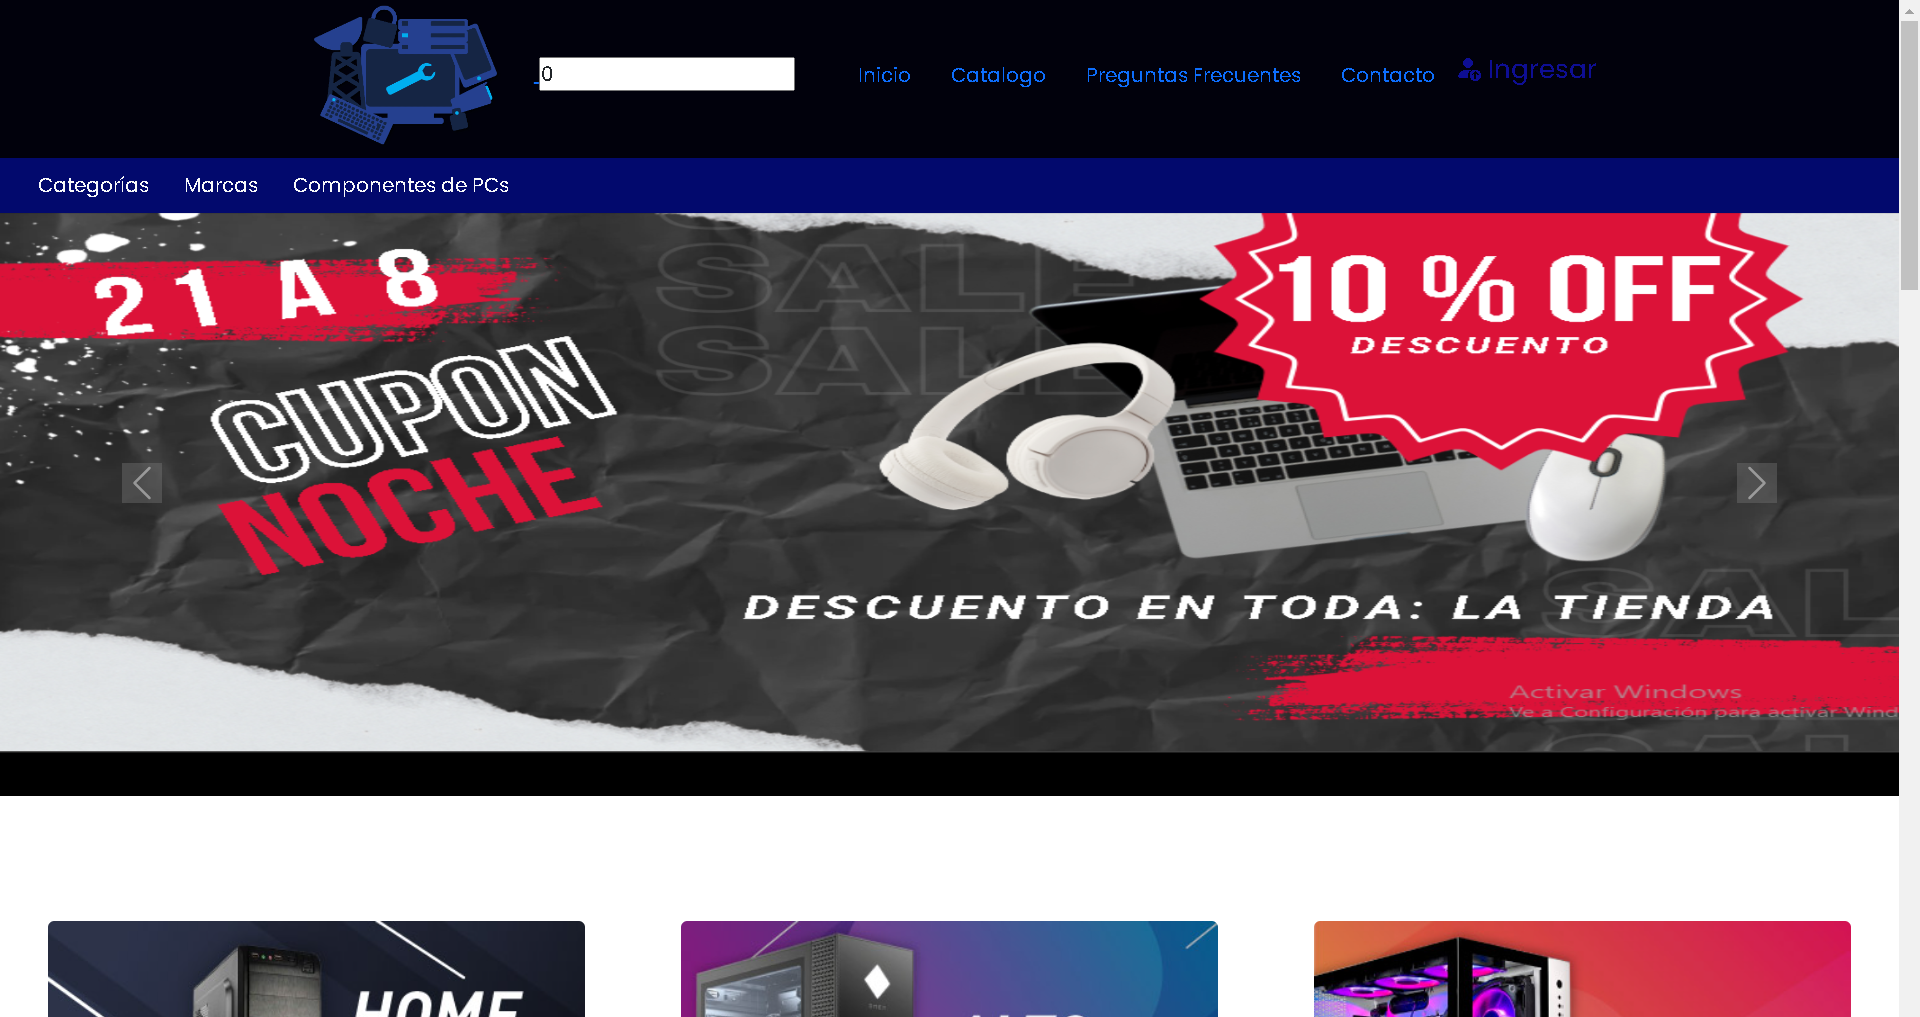 0
Inicio
Catalogo
Preguntas Frecuentes
Contacto
Ingresar
Categorías
Marcas
Componentes de PCs
21 A 8
CUPON
NOCHE
SALE
SALE
10 % OFF
DESCUENTO
DESCUENTO EN TODA: LA TIENDA
SAL
Activar Windows
Ve a Configuración para activar Wind
HOME